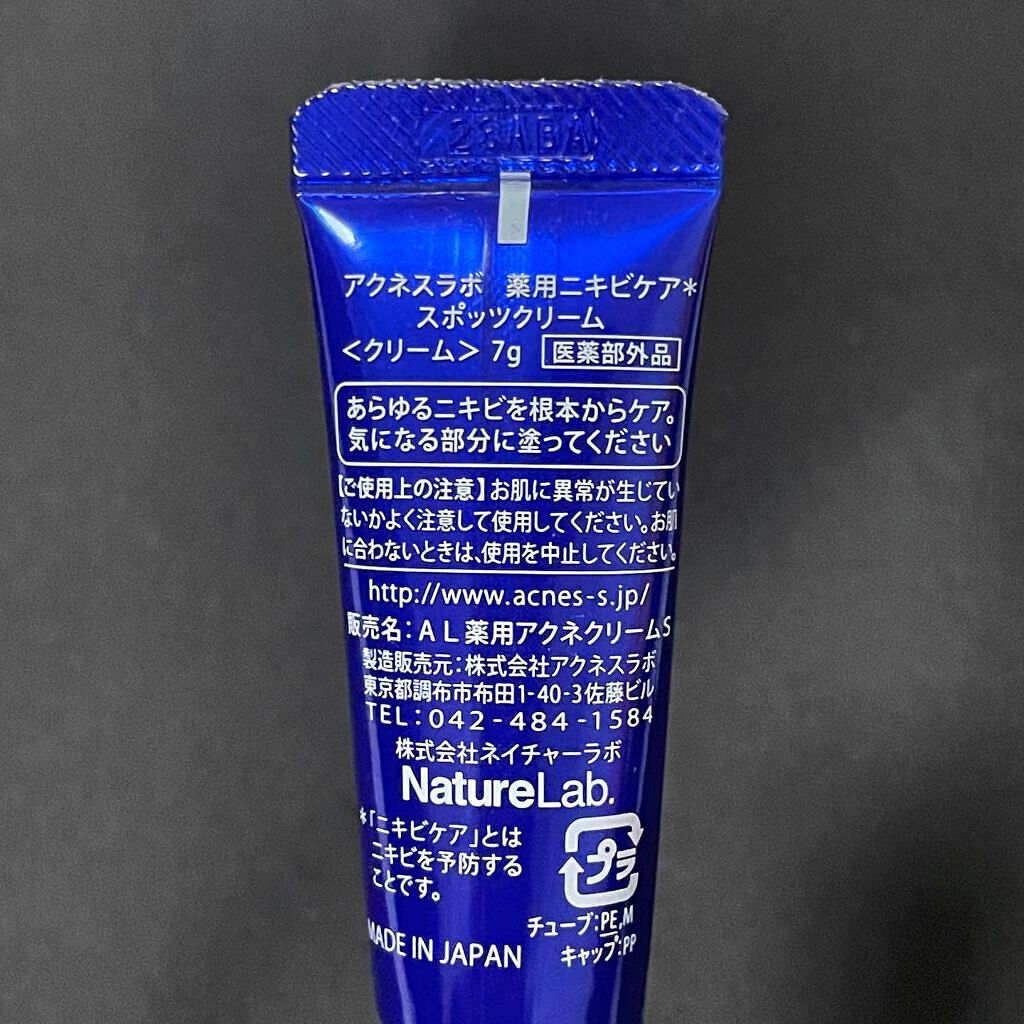 23ABA
アクネスラボ 薬用ニキビケア*
スポッツクリーム
<クリーム> 7g 医薬部外品
あらゆるニキビを根本からケア。
気になる部分に塗ってください
【ご使用上の注意】お肌に異常が生じてい
ないかよく注意して使用してください。お肌
に合わないときは、使用を中止してください。
http://www.acnes-s.jp/
販売名:AL薬用アクネクリームS
製造販売元:株式会社アクネスラボ
東京都調布市布田1-40-3佐藤ビル
TEL:042-484-1584
株式会社ネイチャーラボ
NatureLab.
*「ニキビケア」とは
ニキビを予防する
ことです。
プラ
チューブ:PE,M
キャップ:PP
MADE IN JAPAN